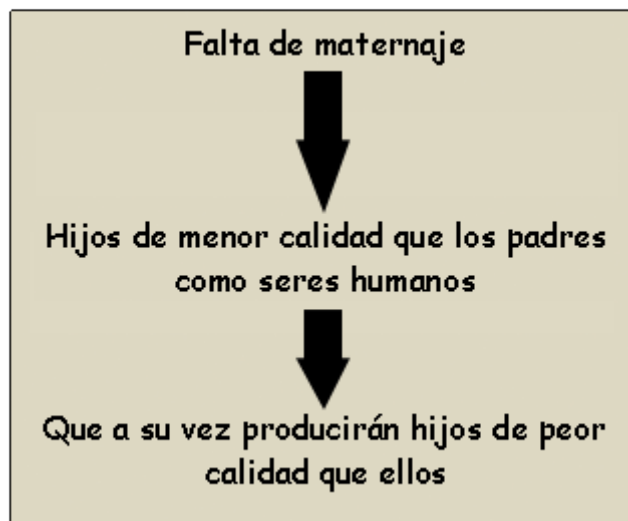 Falta de maternaje
Hijos de menor calidad que los padres
como seres humanos
Que a su vez producirán hijos de peor
calidad que ellos